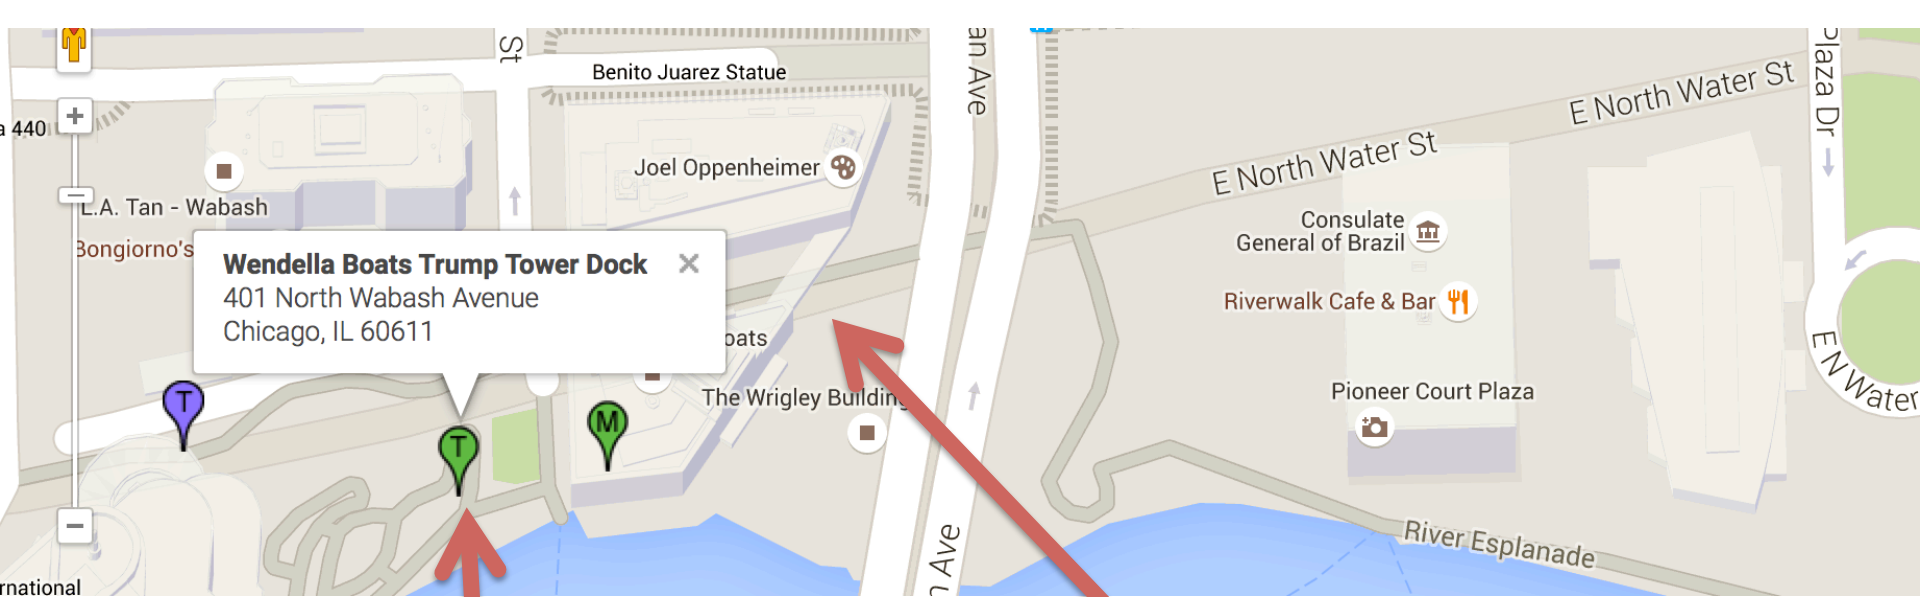 St
an Ave
Plaza Dr
Benito Juarez Statue
E North Water St
a 440
E North Water St
Joel Oppenheimer
L.A. Tan - Wabash
Consulate
General of Brazil
Bongiorno's
Wendella Boats Trump Tower Dock
401 North Wabash Avenue
Chicago, IL 60611
Riverwalk Cafe & Bar
oats
The Wrigley Building
Pioneer Court Plaza
E N Water
T
M
T
n Ave
River Esplanade
rnational